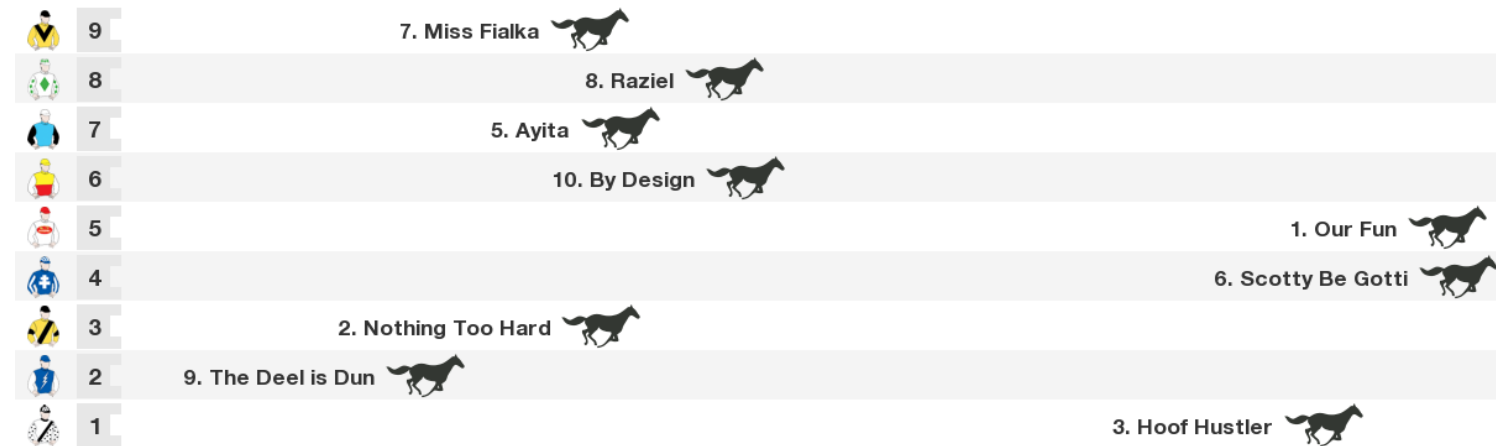 9 7. Miss Fialka
8 8. Raziel
7 5. Ayita
6 10. By Design
5 1. Our Fun
4 6. Scotty Be Gotti
3 2. Nothing Too Hard
2 9. The Deel is Dun
1 3. Hoof Hustler